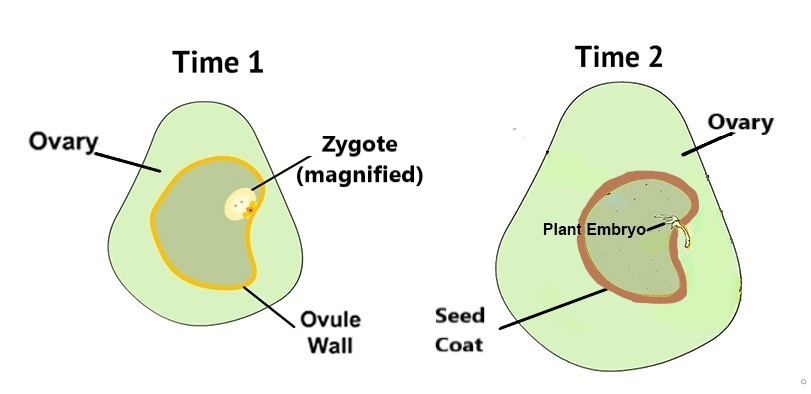 Time 1
Ovary
Zygote
(magnified)
Ovule
Wall
Time 2
Ovary
Plant Embryo
Seed
Coat